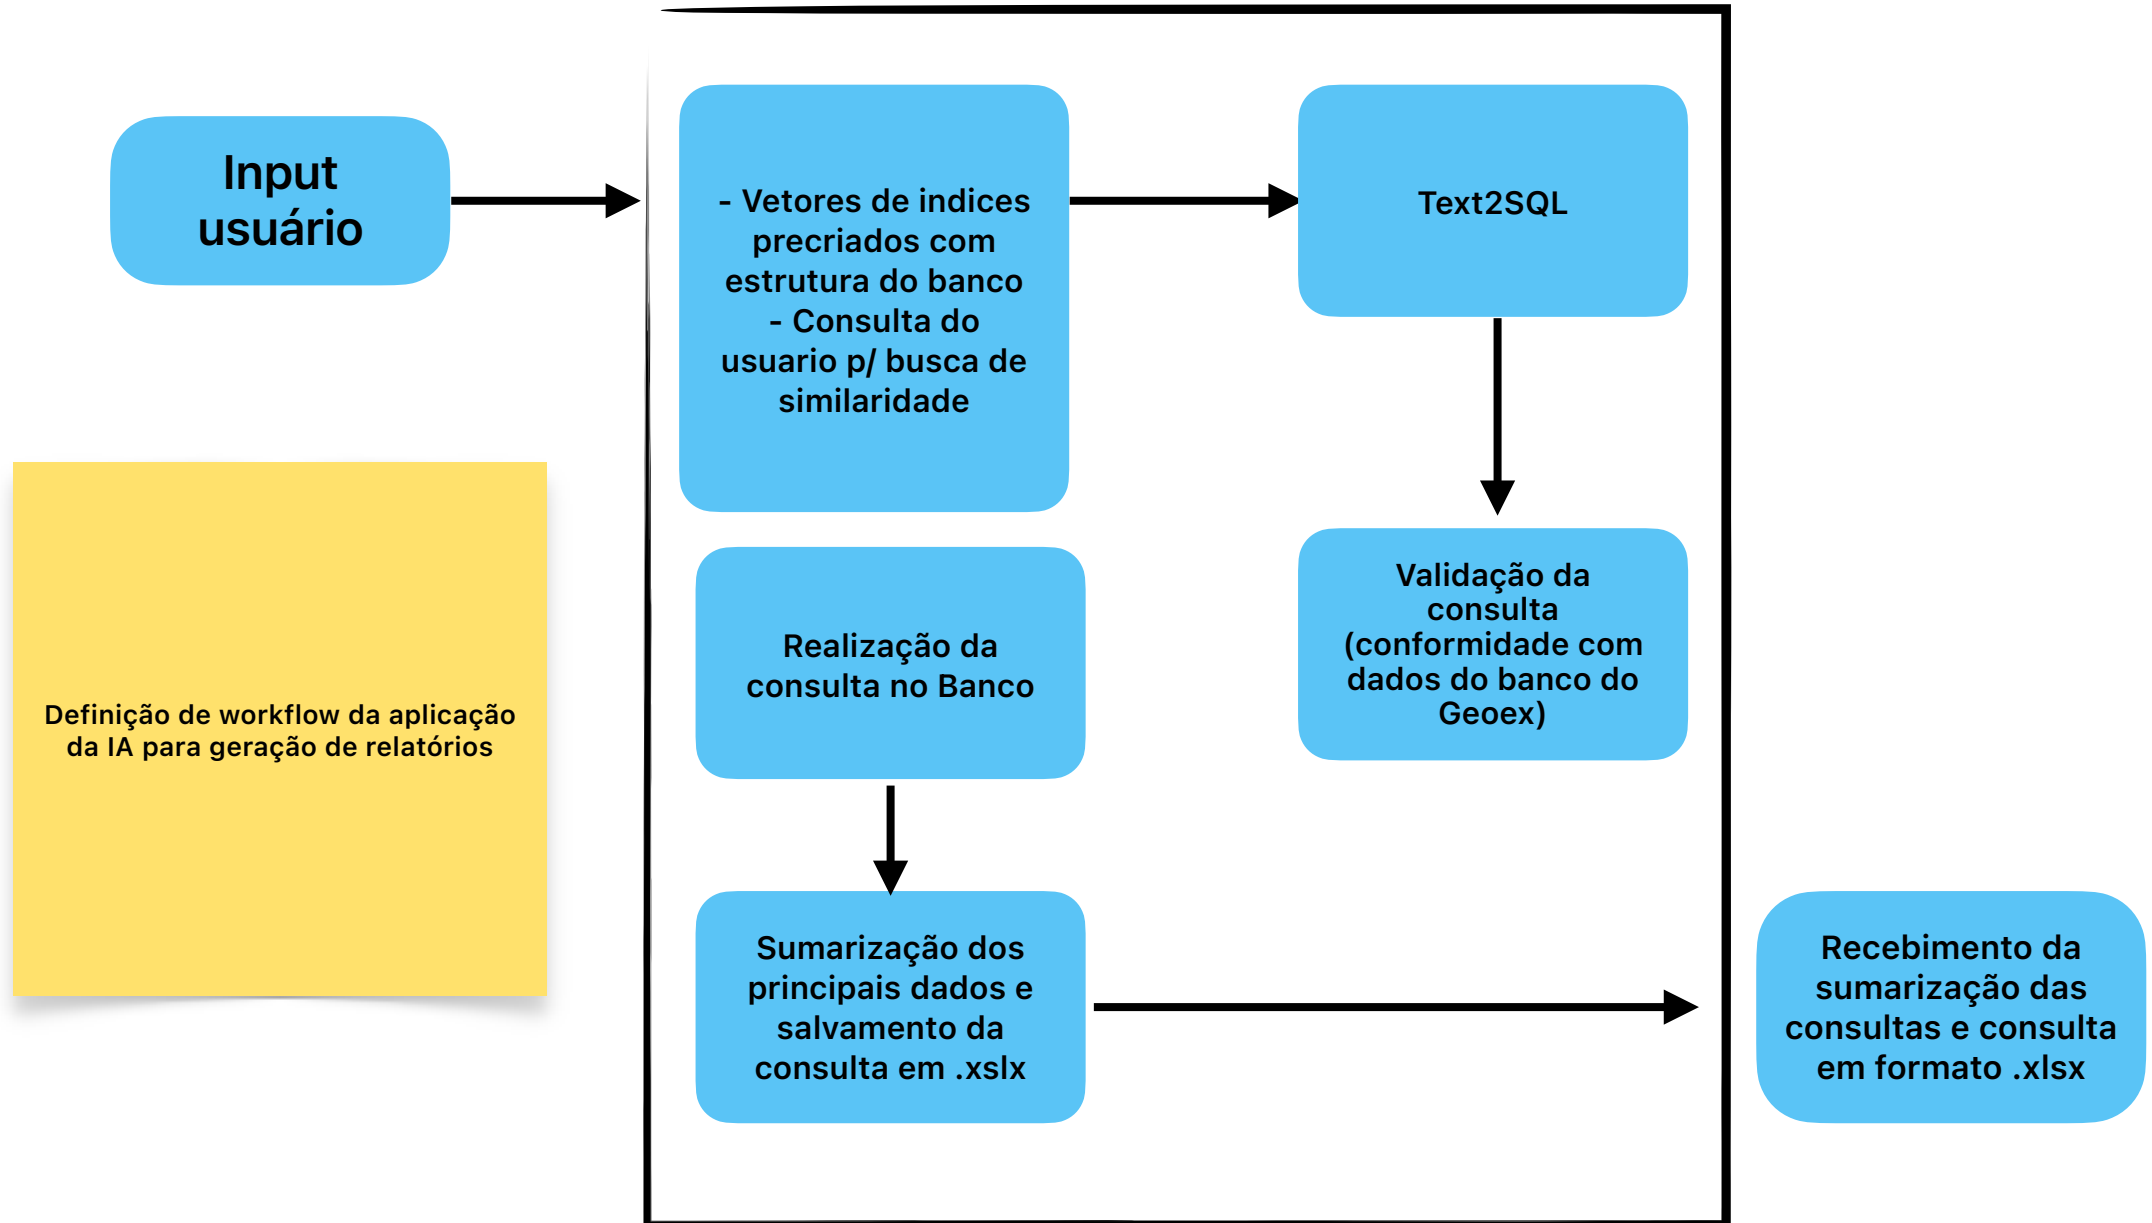 Input
usuário
- Vetores de indices
precriados com
estrutura do banco
- Consulta do
usuario p/ busca de
similaridade
Text2SQL
Validação da
consulta
(conformidade com
dados do banco do
Geoex)
Realização da
consulta no Banco
Sumarização dos
principais dados e
salvamento da
consulta em .xslx
Recebimento da
sumarização das
consultas e consulta
em formato .xlsx
Definição de workflow da aplicação
da IA para geração de relatórios